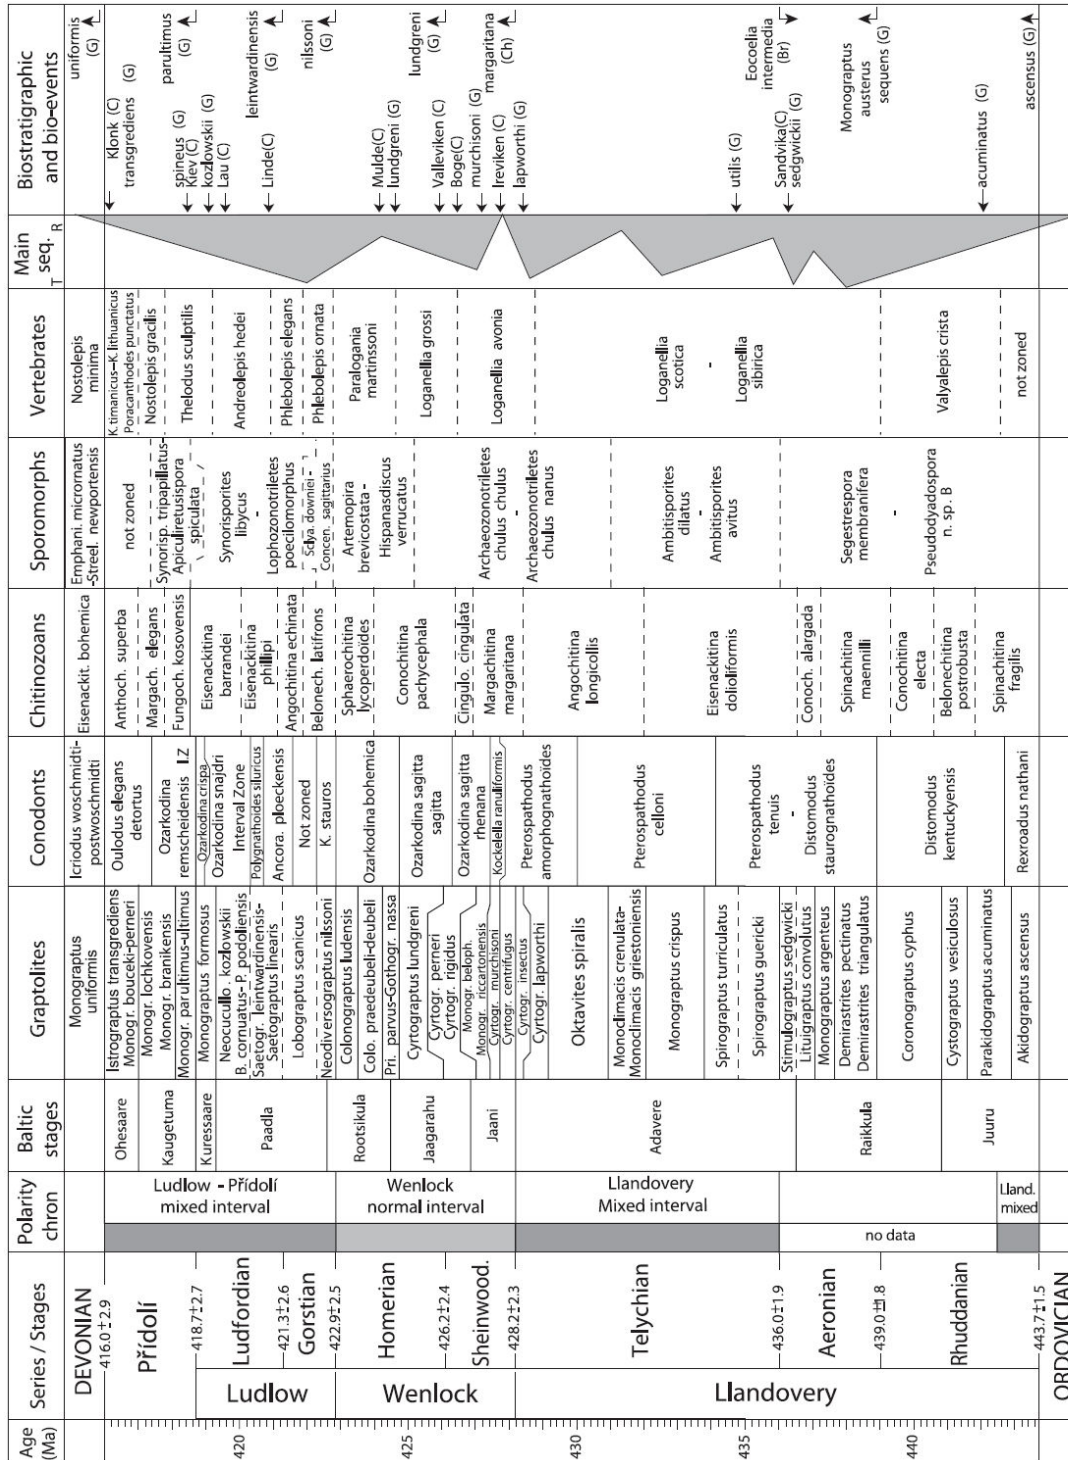 Age
(Ma)
420
425
430
435
440
Series / Stages
DEVONIAN
416.0 ± 2.9
Přídolí
418.7 ± 2.7
Ludfordian
421.3 ± 2.6
Gorstian
422.9 ± 2.5
Homerian
426.2 ± 2.4
Sheinwood.
428.2 ± 2.3
Telychian
436.0 ± 1.9
Aeronian
439.0 ± 1.8
Rhuddanian
443.7 ± 1.5
ORDOVICIAN
Ludlow
Wenlock
Llandovery
Polarity
chron
Ludlow - Přídolí
mixed interval
Wenlock
normal interval
Llandovery
Mixed interval
no data
Lland.
mixed
Baltic
stages
Ohesaare
Kaugetuma
Kuressaare
Paadla
Rootsikula
Jaagarahu
Jaani
Adavere
Raikkula
Juuru
Graptolites
Monograptus
uniformis
Istrograptus transgrediens
Monogr. bouceki-perneri
Monogr. lochkovensis
Monogr. branikensis
Monogr. parultimus-ultimus
Monograptus formosus
Neocucullo. kozlowskii
B. cornuatus-P. podoliensis
Saetogr. leintwardinensis-
Saetograptus linearis
Lobograptus scanicus
Neodiversograptus nilssoni
Colonograptus ludensis
Colo. praedeubeli-deubeli
Pri. parvus-Gothogr. nassa
Cyrtograptus lundgreni
Cyrtogr. perneri
Cyrtogr. rigidus
Monogr. beloph.
Monogr. riccartonensis
Cyrtogr. murchisoni
Cyrtogr. centrifugus
Cyrtogr. insectus
Cyrtogr. lapworthi
Oktavites spiralis
Monoclimacis crenulata-
Monoclimacis griestoniensis
Monograptus crispus
Spirograptus turriculatus
Spirograptus guericki
Stimulograptus sedgwicki
Lituigraptus convolutus
Monograptus argenteus
Demirastrites pectinatus
Demirastrites triangulatus
Coronograptus cyphus
Cystograptus vesiculosus
Parakidograptus acuminatus
Akidograptus ascensus
Conodonts
Icriodus woschmidti-
postwoschmidti
Oulodus elegans
detortus
Ozarkodina
remscheidensis I.Z
Ozarkodina crispa
Ozarkodina snajdri
Interval Zone
Polygnathoides siluricus
Ancora. ploeckensis
Not zoned
K. stauros
Ozarkodina bohemica
Ozarkodina sagitta
sagitta
Ozarkodina sagitta
rhenana
Kockelella ranuliformis
Pterospathodus
amorphognathoides
Pterospathodus
celloni
Pterospathodus
tenuis
-
Distomodus
staurognathoides
Distomodus
kentuckyensis
Rexroadus nathani
Chitinozoans
Eisenackit. bohemica
Anthoch. superba
Margach. elegans
Fungoch. kosovensis
Eisenackitina
barrandei
Eisenackitina
phillipi
Angochitina echinata
Belonech. latifrons
Sphaerochitina
lycoperdoides
Conochitina
pachycephala
Cingulo. cingulata
Margachitina
margaritana
Angochitina
longicollis
Eisenackitina
dolioliformis
Conoch. alargada
Spinachitina
maennilli
Conochitina
electa
Belonechitina
postrobusta
Spinachitina
fragilis
Sporomorphs
Emphani. micrornatus
-Streel. newportensis
not zoned
Synorisp. tripapillatus-
Apiculiretusispora
spiculata
Synorisporites
libycus
-
Lophozonotriletes
poecilomorphus
Scyla. downiei -
Concen. sagittarius
Artemopira
brevicostata -
Hispanasdiscus
verrucatus
Archaeozonotriletes
chulus chulus
-
Archaeozonotriletes
chulus nanus
Ambitisporites
dilatus
-
Ambitisporites
avitus
Segestrespora
membranifera
-
Pseudodyadospora
n. sp. B
Vertebrates
Nostolepis
minima
K.timanicus-K.lithuanicus
Poracanthodes punctatus
Nostolepis gracilis
Thelodus sculptilis
Andreolepis hedei
Phlebolepis elegans
Phlebolepis ornata
Paralogania
martinssoni
Loganellia grossi
Loganellia avonia
Loganellia
scotica
-
Loganellia
sibirica
Valyalepis crista
not zoned
Main
seq.
T R
Biostratigraphic
and bio-events
uniformis
(G)
Klonk (C)
transgrediens (G)
parultimus
(G)
spineus (G)
Kiev (C)
kozlowskii (G)
Lau (C)
leintwardinensis
(G)
Linde(C)
nilssoni
(G)
Mulde(C)
lundgreni (G)
lundgreni
(G)
Valleviken (C)
Boge(C)
murchisoni (G)
Ireviken (C)
margaritana
(Ch)
lapworthi (G)
utilis (G)
Eocoelia
intermedia
(Br)
Sandvika(C)
sedgwickii (G)
Monograptus
austerus
sequens (G)
acuminatus (G)
ascensus (G)